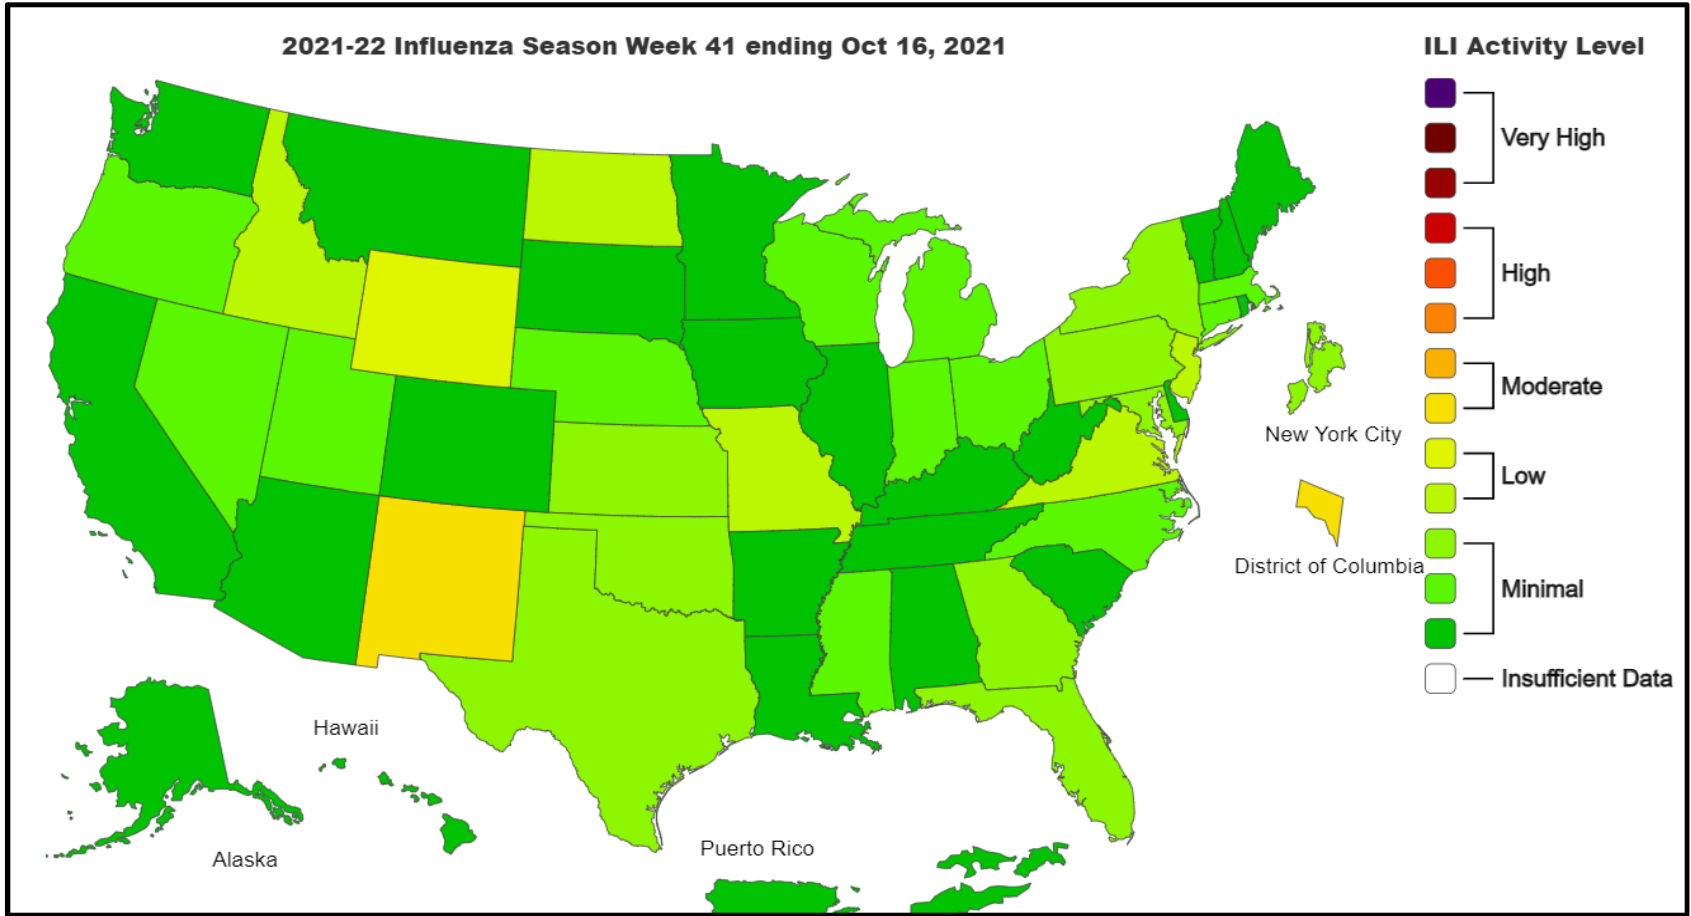 2021-22 Influenza Season Week 41 ending Oct 16, 2021
ILI Activity Level
Very High
High
Moderate
Low
Minimal
Insufficient Data
New York City
District of Columbia
Hawaii
Alaska
Puerto Rico